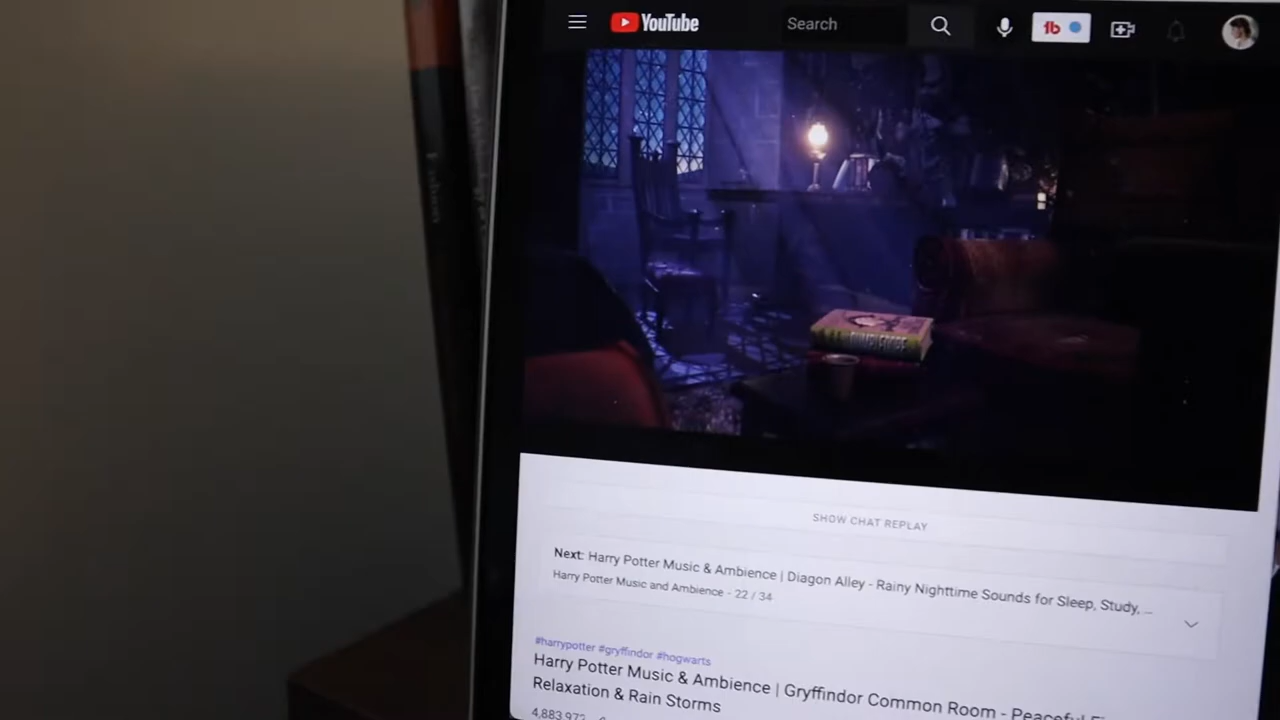 YouTube
Search
SHOW CHAT REPLAY
Next: Harry Potter Music & Ambience | Diagon Alley - Rainy Nighttime Sounds for Sleep, Study, ...
Harry Potter Music and Ambience - 22 / 34
#harrypotter #gryffindor #hogwarts
Harry Potter Music & Ambience | Gryffindor Common Room - Peaceful
Relaxation & Rain Storms
4,883,972